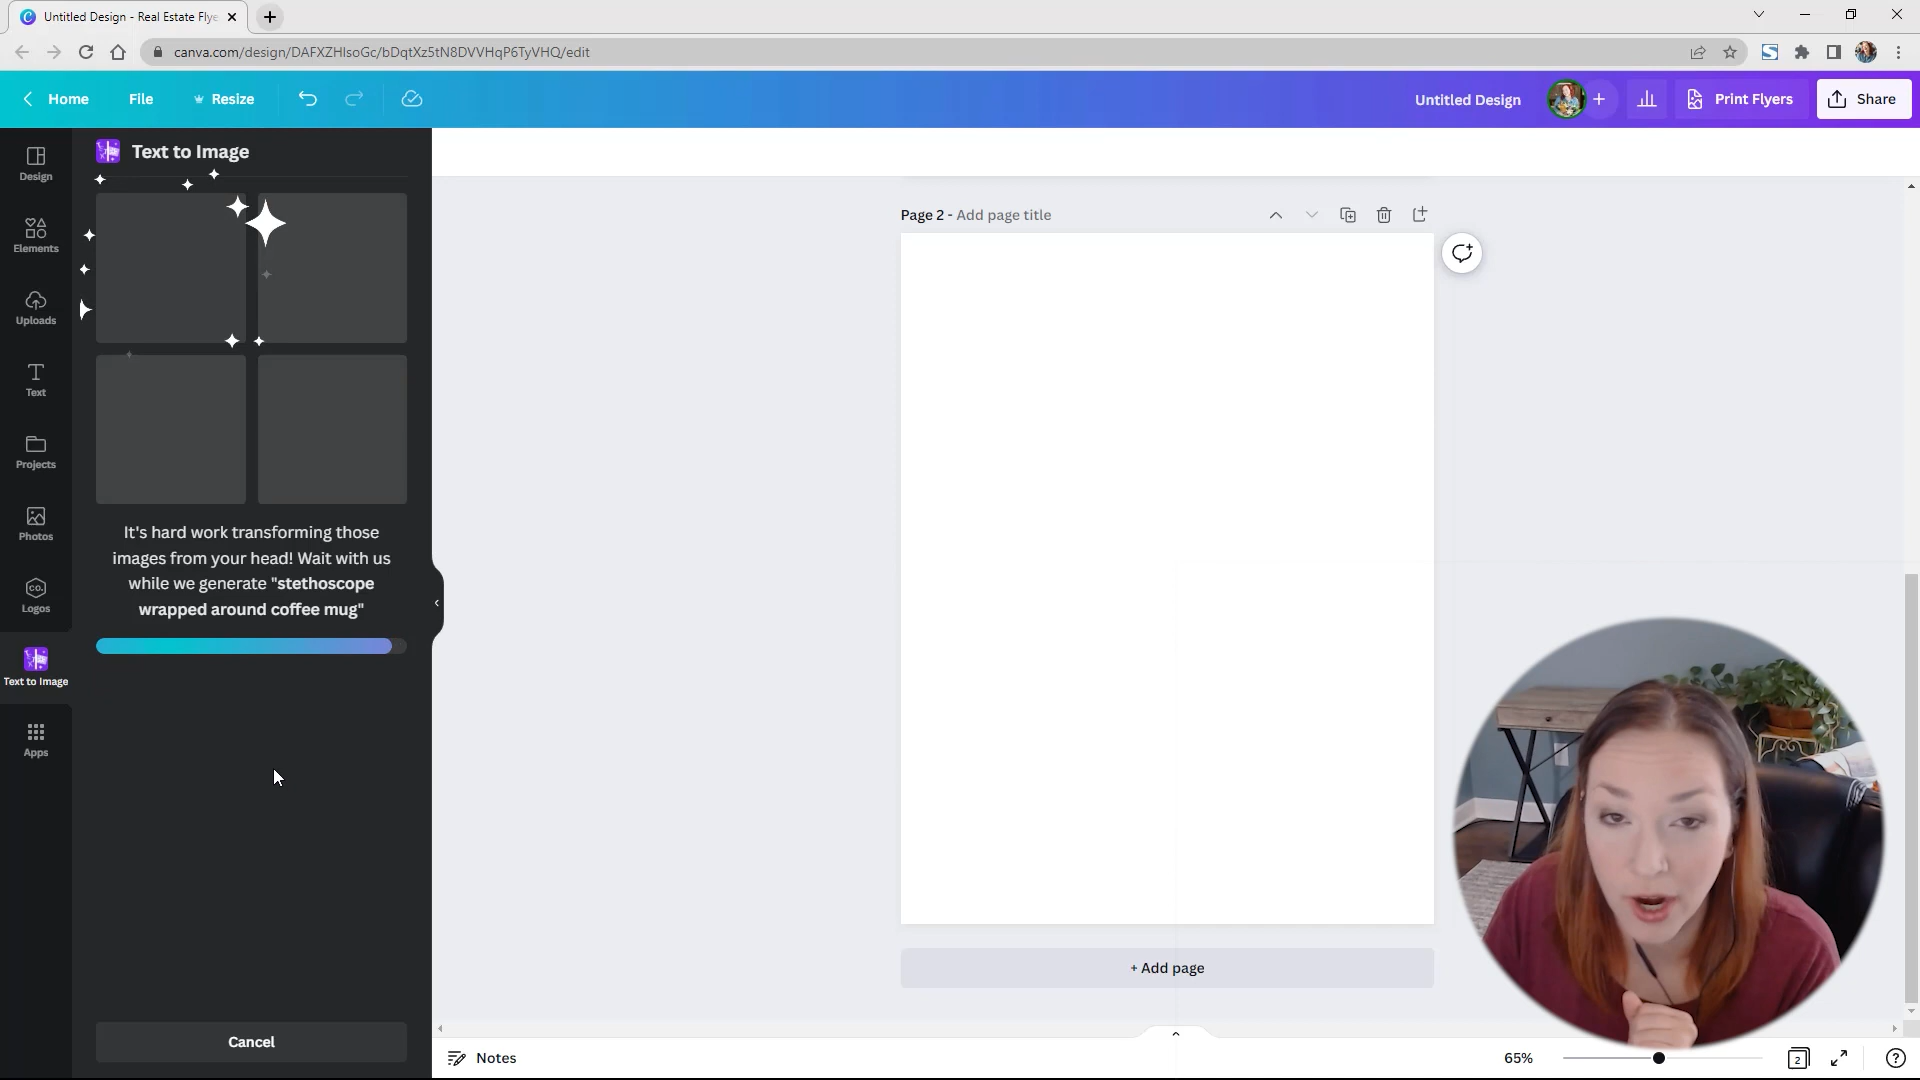 Untitled Design - Real Estate Flye
canva.com/design/DAFXZHIsoGc/bDqtXz5tN8DVVHqP6TyVHQ/edit
Home
File
Resize
Untitled Design
Print Flyers
Share
Text to Image
Design
Elements
Uploads
Text
Projects
Photos
CO.
Logos
Text to Image
Apps
It's hard work transforming those
images from your head! Wait with us
while we generate "stethoscope
wrapped around coffee mug"
Cancel
Page 2 - Add page title
+ Add page
Notes
65%
2
?